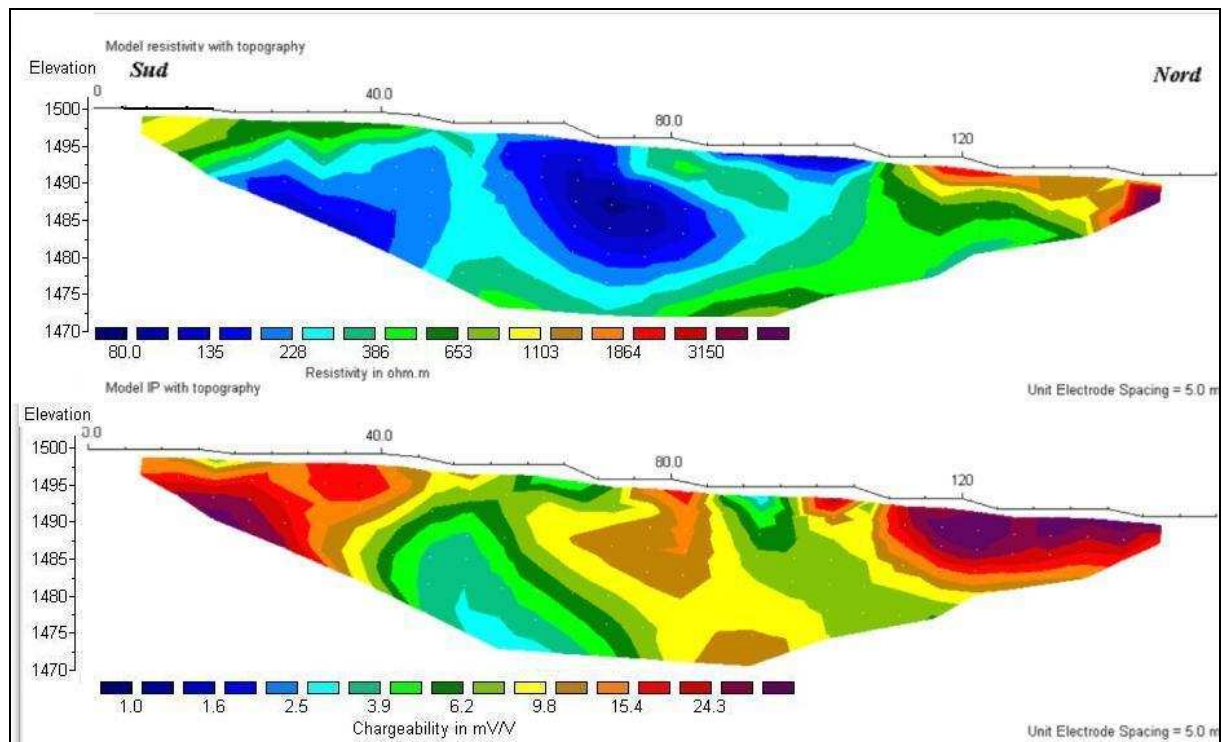 Model resistivity with topography
Elevation Sud Nord
0 40.0 80.0 120
1500
1495
1490
1485
1480
1475
1470
80.0 135 228 386 653 1103 1864 3150
Resistivity in ohm.m
Model IP with topography Unit Electrode Spacing = 5.0 m
Elevation
0.0 40.0 80.0 120
1500
1495
1490
1485
1480
1475
1470
1.0 1.6 2.5 3.9 6.2 9.8 15.4 24.3
Chargeability in mV/V
Unit Electrode Spacing = 5.0 m